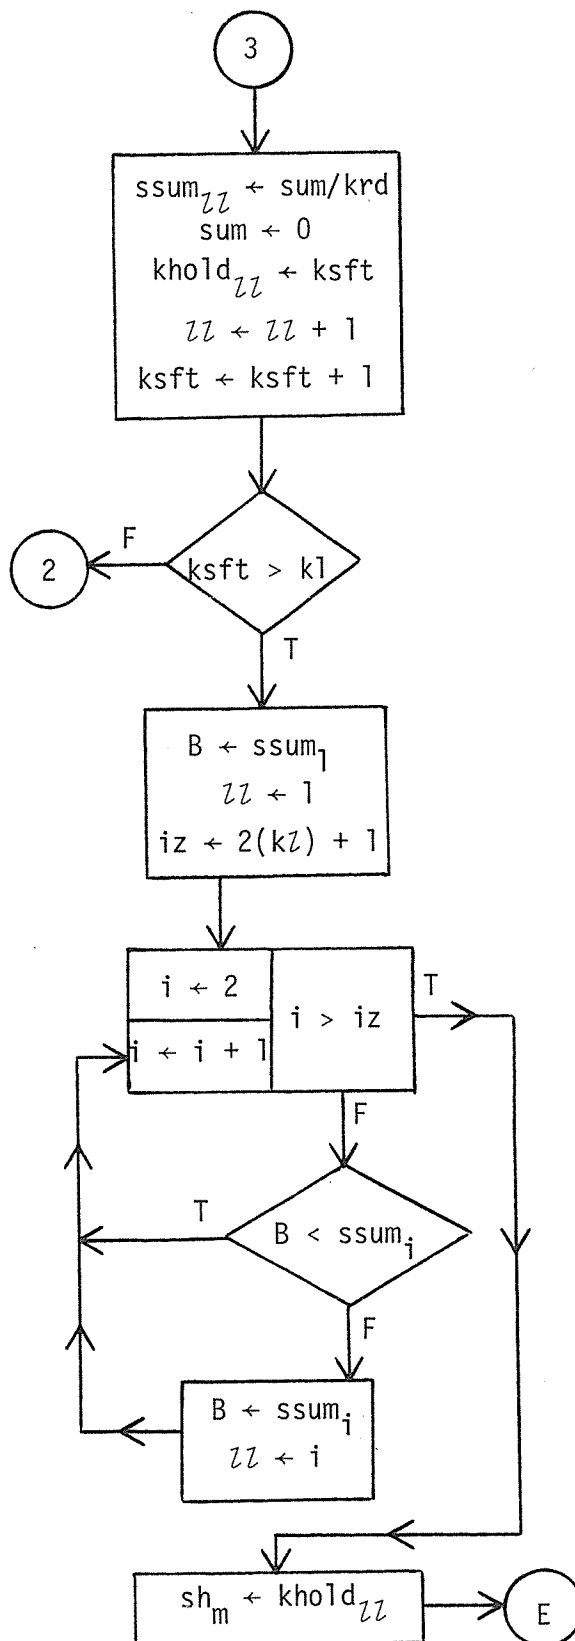 3
ssum_ll ← sum/krd
sum ← 0
khold_ll ← ksft
ll ← ll + 1
ksft ← ksft + 1
F
2
ksft > kl
T
B ← ssum_1
ll ← 1
iz ← 2(kl) + 1
i ← 2
i > iz
T
i ← i + 1
F
T
B < ssum_i
F
B ← ssum_i
ll ← i
sh_m ← khold_ll
E